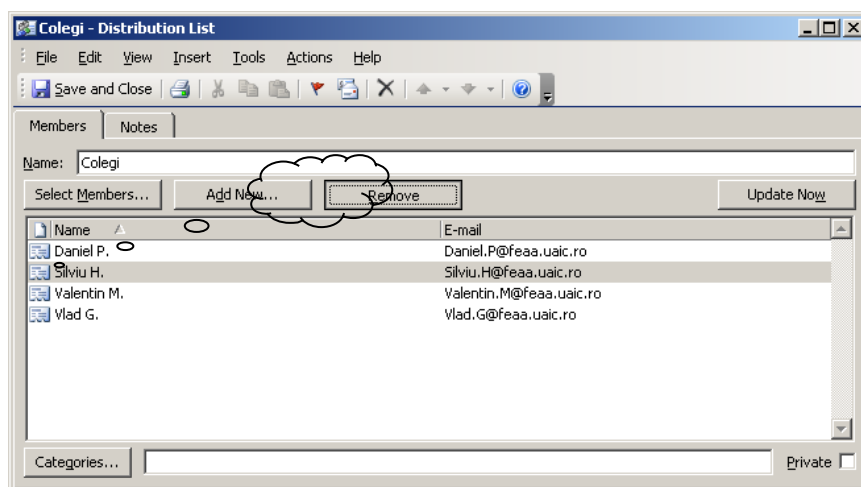 Colegi - Distribution List
File Edit View Insert Tools Actions Help
Save and Close
Members Notes
Name: Colegi
Select Members... Add New... Remove Update Now
Name E-mail
Daniel P. Daniel.P@feaa.uaic.ro
Silviu H. Silviu.H@feaa.uaic.ro
Valentin M. Valentin.M@feaa.uaic.ro
Vlad G. Vlad.G@feaa.uaic.ro
Categories... Private